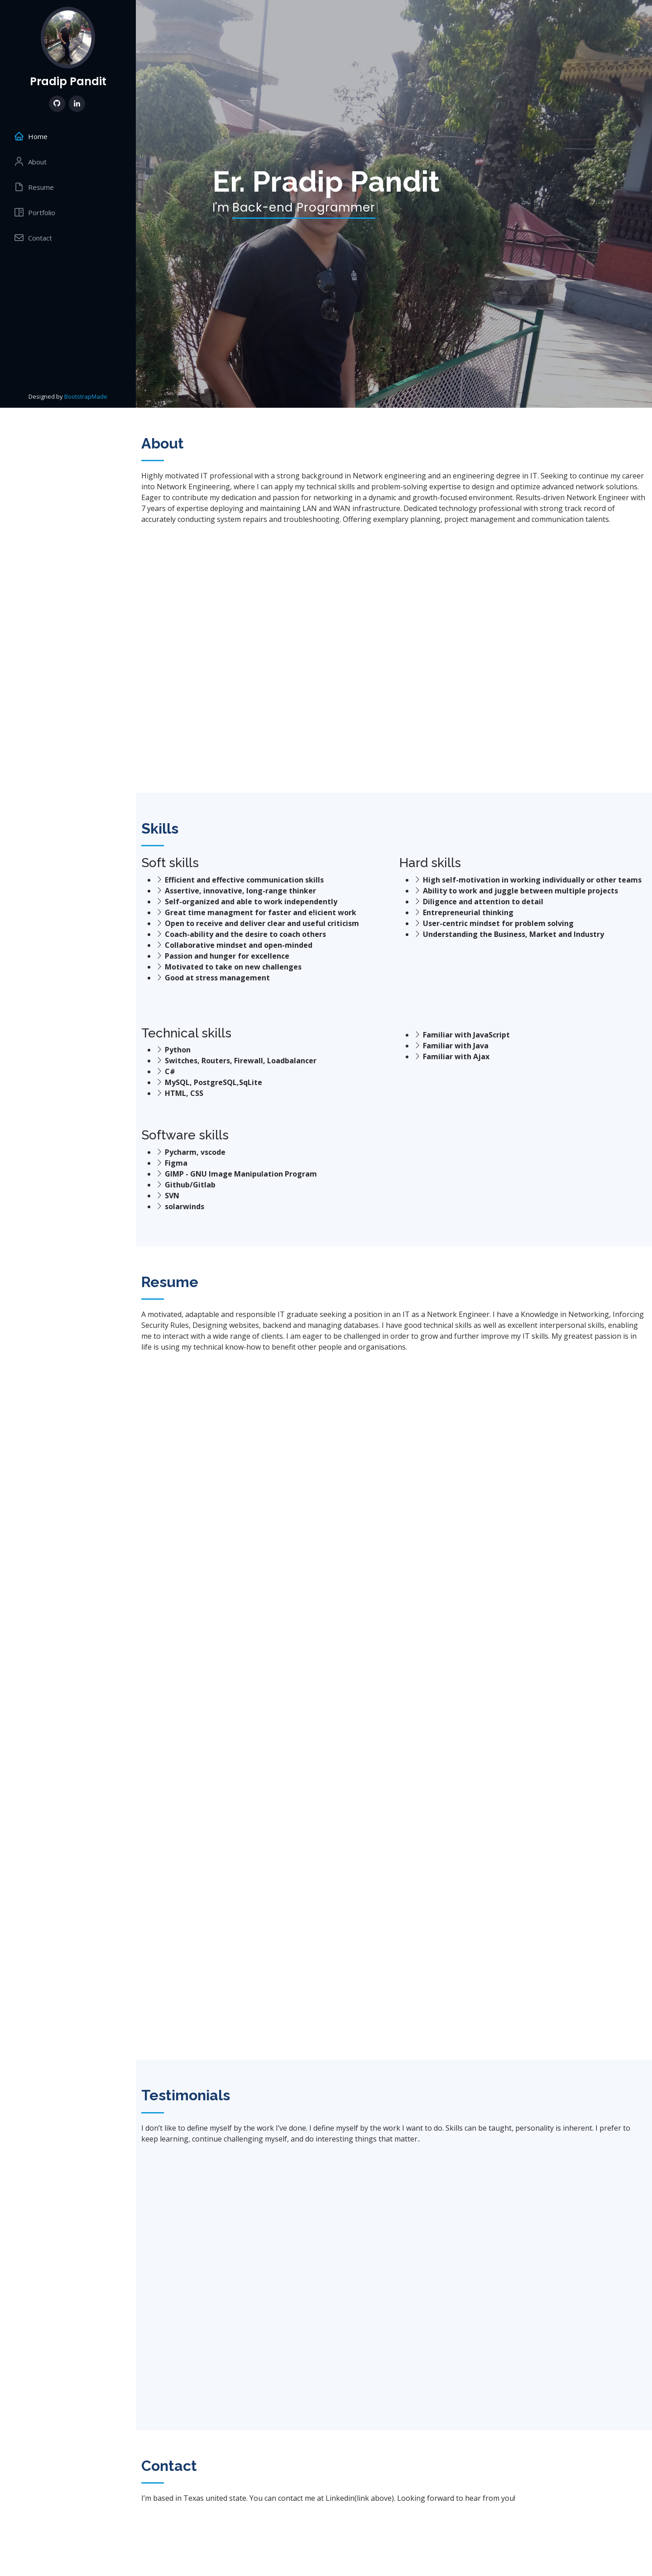 Pradip Pandit
Home
About
Resume
Portfolio
Contact
Designed by BootstrapMade
Er. Pradip Pandit
I'm Back-end Programmer
About
Highly motivated IT professional with a strong background in Network engineering and an engineering degree in IT. Seeking to continue my career
into Network Engineering, where I can apply my technical skills and problem-solving expertise to design and optimize advanced network solutions.
Eager to contribute my dedication and passion for networking in a dynamic and growth-focused environment. Results-driven Network Engineer with
7 years of expertise deploying and maintaining LAN and WAN infrastructure. Dedicated technology professional with strong track record of
accurately conducting system repairs and troubleshooting. Offering exemplary planning, project management and communication talents.
Skills
Soft skills
Efficient and effective communication skills
Assertive, innovative, long-range thinker
Self-organized and able to work independently
Great time managment for faster and e!icient work
Open to receive and deliver clear and useful criticism
Coach-ability and the desire to coach others
Collaborative mindset and open-minded
Passion and hunger for excellence
Motivated to take on new challenges
Good at stress management
Hard skills
High self-motivation in working individually or other teams
Ability to work and juggle between multiple projects
Diligence and attention to detail
Entrepreneurial thinking
User-centric mindset for problem solving
Understanding the Business, Market and Industry
Technical skills
Python
Switches, Routers, Firewall, Loadbalancer
C#
MySQL, PostgreSQL,SqLite
HTML, CSS
Familiar with JavaScript
Familiar with Java
Familiar with Ajax
Software skills
Pycharm, vscode
Figma
GIMP - GNU Image Manipulation Program
Github/Gitlab
SVN
solarwinds
Resume
A motivated, adaptable and responsible IT graduate seeking a position in an IT as a Network Engineer. I have a Knowledge in Networking, Inforcing
Security Rules, Designing websites, backend and managing databases. I have good technical skills as well as excellent interpersonal skills, enabling
me to interact with a wide range of clients. I am eager to be challenged in order to grow and further improve my IT skills. My greatest passion is in
life is using my technical know-how to benefit other people and organisations.
Testimonials
I don't like to define myself by the work I've done. I define myself by the work I want to do. Skills can be taught, personality is inherent. I prefer to
keep learning, continue challenging myself, and do interesting things that matter..
Contact
I'm based in Texas united state. You can contact me at Linkedin(link above). Looking forward to hear from you!